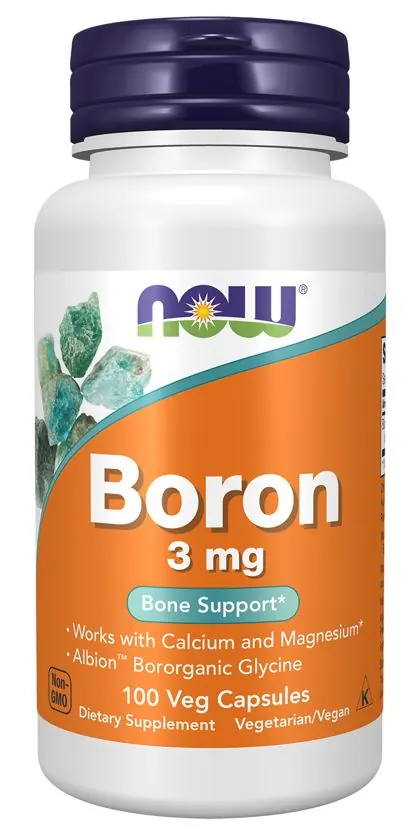 NOW®
Boron
3 mg
Bone Support*
• Works with Calcium and Magnesium*
• Albion™ Bororganic Glycine
Non-
GMO
100 Veg Capsules
K
Dietary Supplement Vegetarian/Vegan